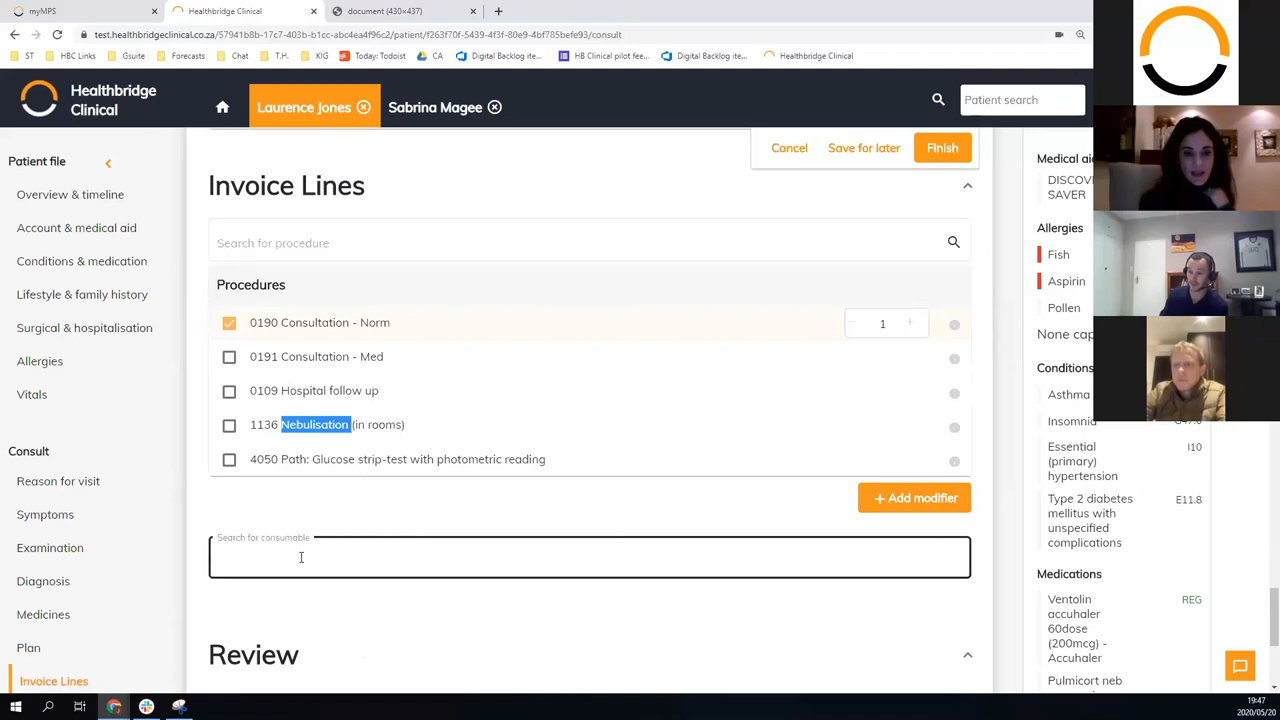 myMPS
Healthbridge Clinical
document (430×437)
test.healthbridgeclinical.co.za/57941b8b-17c7-403b-b1cc-abc4ea4f96c2/patient/f263f70f-5439-4f3f-80e9-4bf785befe93/consult
ST
HBC Links
Gsuite
Forecasts
Chat
T.H.
KIG
Today: Todoist
CA
Digital Backlog ite...
HB Clinical pilot fee...
Digital Backlog ite...
Healthbridge Clinical
Healthbridge
Clinical
Laurence Jones
Sabrina Magee
Patient search
Patient file
Overview & timeline
Account & medical aid
Conditions & medication
Lifestyle & family history
Surgical & hospitalisation
Allergies
Vitals
Consult
Reason for visit
Symptoms
Examination
Diagnosis
Medicines
Plan
Invoice Lines
Cancel
Save for later
Finish
Invoice Lines
Search for procedure
Procedures
0190 Consultation - Norm
1
0191 Consultation - Med
0109 Hospital follow up
1136 Nebulisation (in rooms)
4050 Path: Glucose strip-test with photometric reading
+ Add modifier
Search for consumable
Review
Medical aid
SAVER
Allergies
Fish
Aspirin
Pollen
None
Conditions
Asthma
Insomnia
Essential I10
(primary)
hypertension
Type 2 diabetes E11.8
mellitus with
unspecified
complications
Medications
Ventolin REG
accuhaler
60dose
(200mcg) -
Accuhaler
Pulmicort neb
19:47
2020/05/20